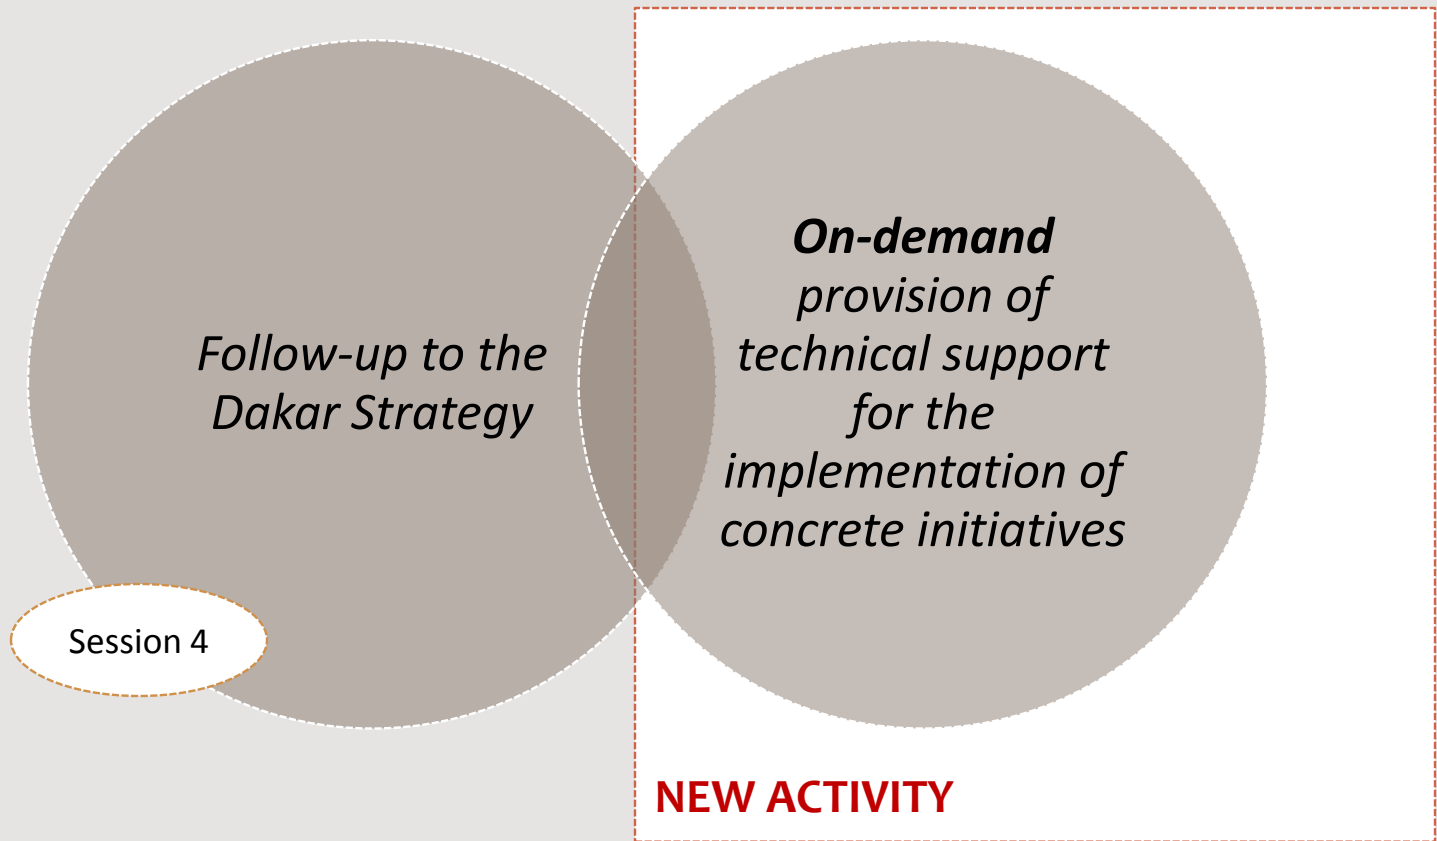 Follow-up to the
Dakar Strategy
Session 4
On-demand
provision of
technical support
for the
implementation of
concrete initiatives
NEW ACTIVITY